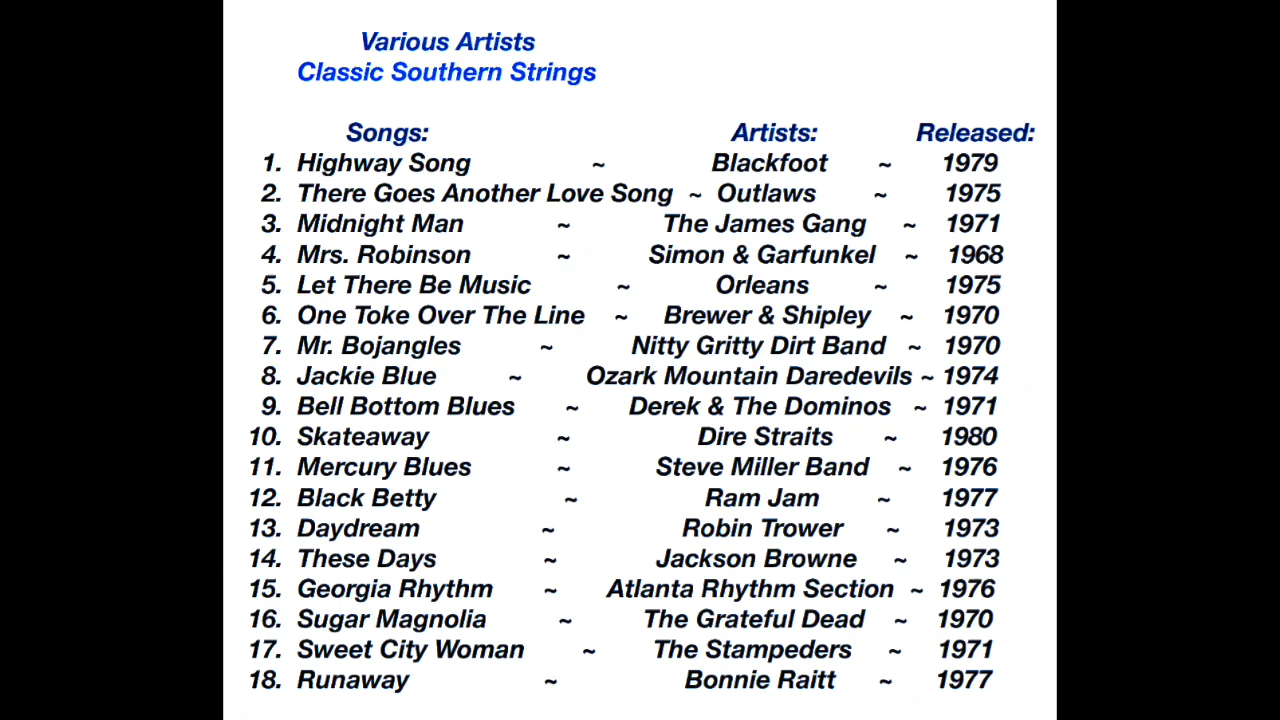 Various Artists
Classic Southern Strings
Songs: Artists: Released:
1. Highway Song ~ Blackfoot ~ 1979
2. There Goes Another Love Song ~ Outlaws ~ 1975
3. Midnight Man ~ The James Gang ~ 1971
4. Mrs. Robinson ~ Simon & Garfunkel ~ 1968
5. Let There Be Music ~ Orleans ~ 1975
6. One Toke Over The Line ~ Brewer & Shipley ~ 1970
7. Mr. Bojangles ~ Nitty Gritty Dirt Band ~ 1970
8. Jackie Blue ~ Ozark Mountain Daredevils ~ 1974
9. Bell Bottom Blues ~ Derek & The Dominos ~ 1971
10. Skateaway ~ Dire Straits ~ 1980
11. Mercury Blues ~ Steve Miller Band ~ 1976
12. Black Betty ~ Ram Jam ~ 1977
13. Daydream ~ Robin Trower ~ 1973
14. These Days ~ Jackson Browne ~ 1973
15. Georgia Rhythm ~ Atlanta Rhythm Section ~ 1976
16. Sugar Magnolia ~ The Grateful Dead ~ 1970
17. Sweet City Woman ~ The Stampeders ~ 1971
18. Runaway ~ Bonnie Raitt ~ 1977